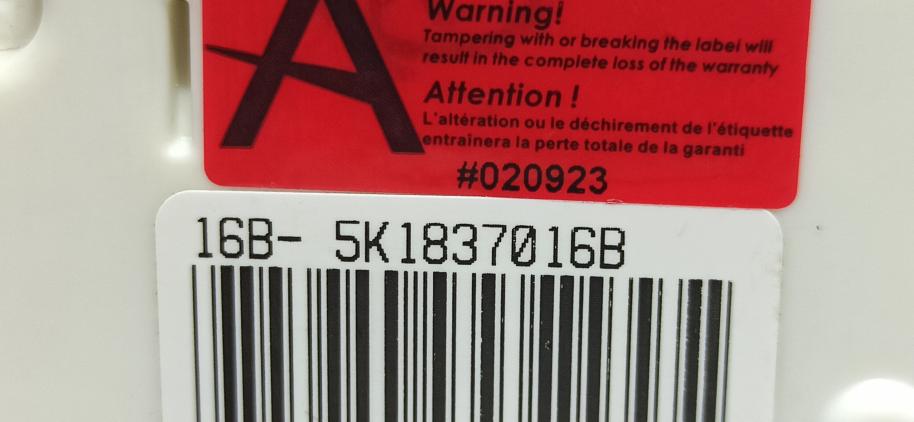 A
Warning!
Tampering with or breaking the label will
result in the complete loss of the warranty
Attention !
L'altération ou le déchirement de l'étiquette
entraînera la perte totale de la garanti
#020923
16B- 5K1837016B